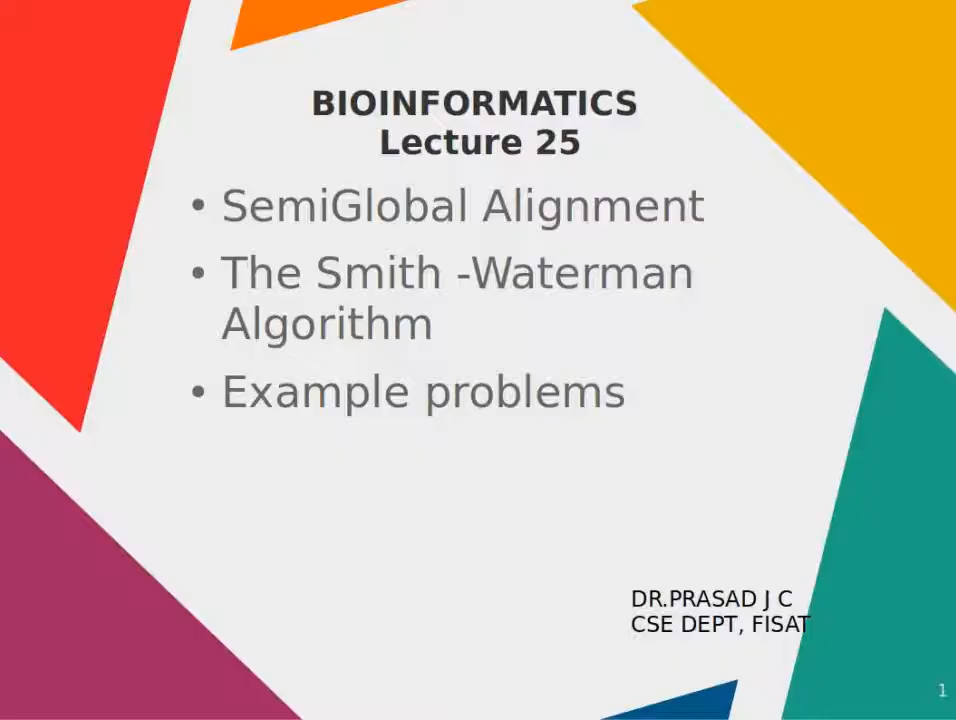 BIOINFORMATICS
Lecture 25
• SemiGlobal Alignment
• The Smith -Waterman
Algorithm
• Example problems
DR.PRASAD J C
CSE DEPT, FISAT
1